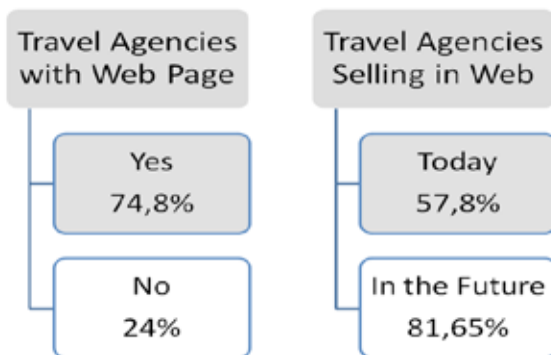 Travel Agencies
with Web Page
Yes
74,8%
No
24%
Travel Agencies
Selling in Web
Today
57,8%
In the Future
81,65%